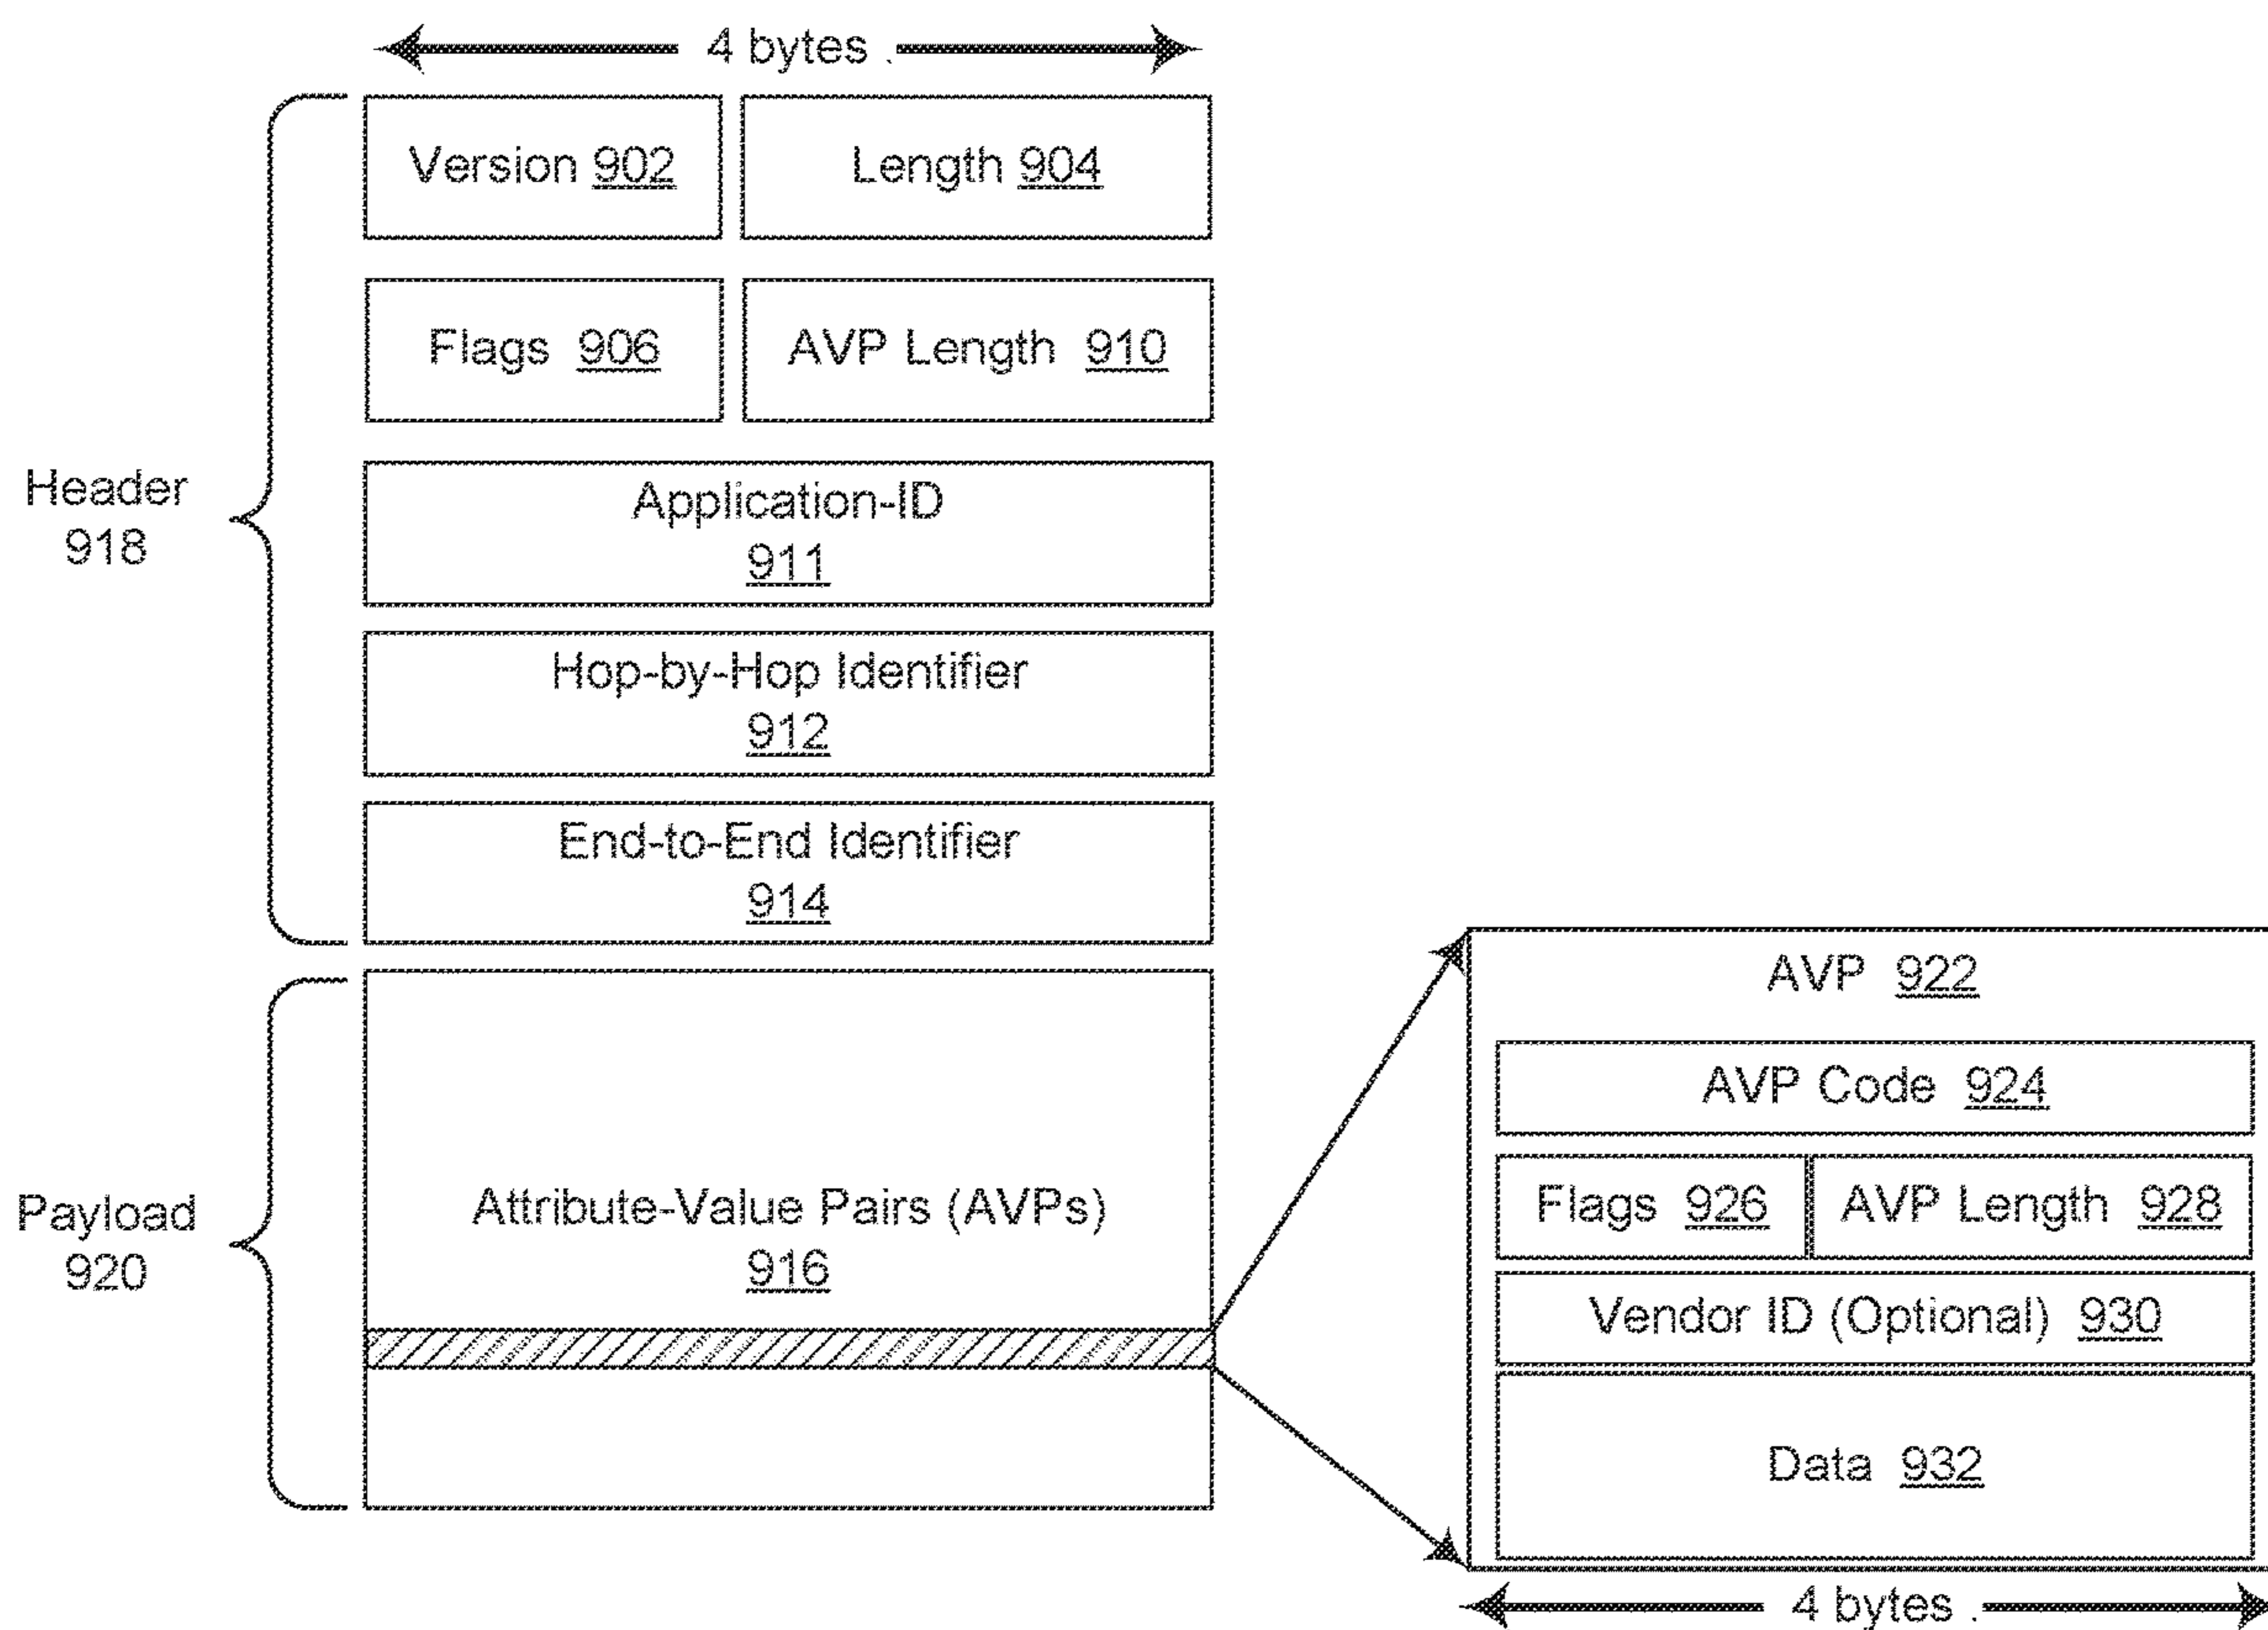 4 bytes .
Version 902 Length 904
Flags 906 AVP Length 910
Header
918
Application-ID
911
Hop-by-Hop Identifier
912
End-to-End Identifier
914
Payload
920
Attribute-Value Pairs (AVPs)
916
AVP 922
AVP Code 924
Flags 926 AVP Length 928
Vendor ID (Optional) 930
Data 932
4 bytes .